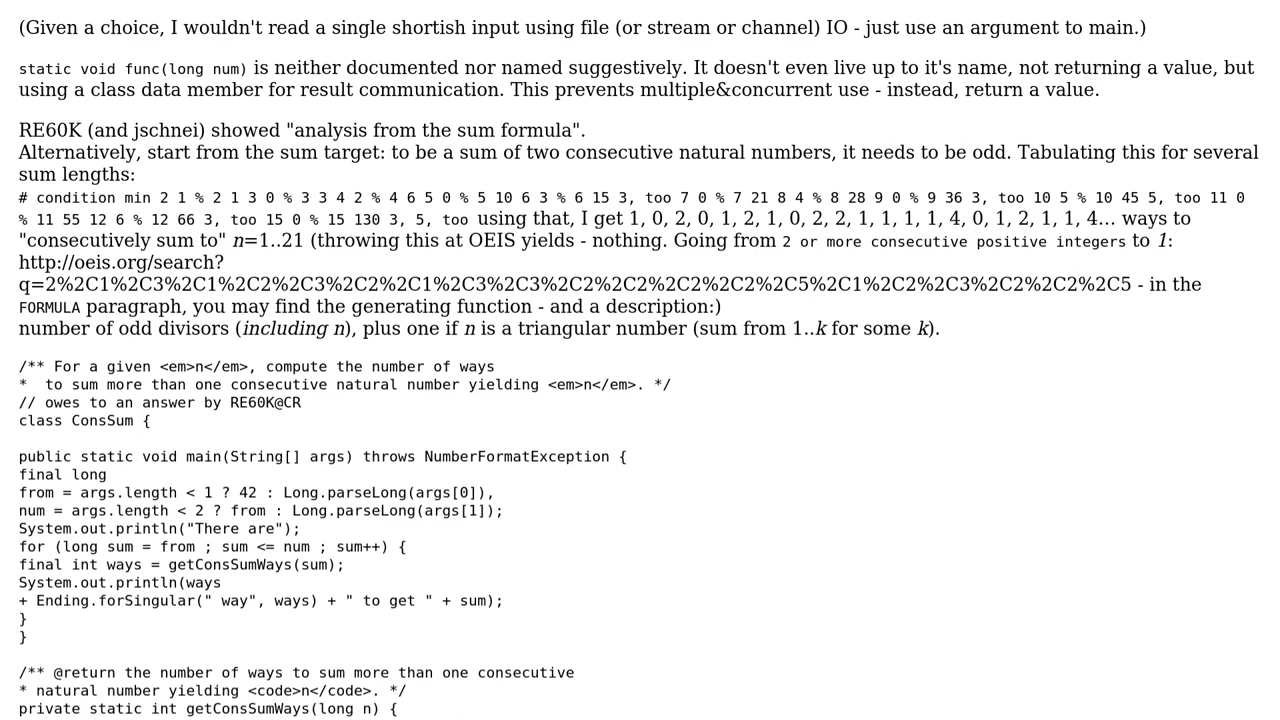 (Given a choice, I wouldn't read a single shortish input using file (or stream or channel) IO - just use an argument to main.)
static void func(long num) is neither documented nor named suggestively. It doesn't even live up to it's name, not returning a value, but
using a class data member for result communication. This prevents multiple&concurrent use - instead, return a value.
RE60K (and jschnei) showed "analysis from the sum formula".
Alternatively, start from the sum target: to be a sum of two consecutive natural numbers, it needs to be odd. Tabulating this for several
sum lengths:
# condition min 2 1 % 2 1 3 0 % 3 3 4 2 % 4 6 5 0 % 5 10 6 3 % 6 15 3, too 7 0 % 7 21 8 4 % 8 28 9 0 % 9 36 3, too 10 5 % 10 45 5, too 11 0
% 11 55 12 6 % 12 66 3, too 15 0 % 15 130 3, 5, too using that, I get 1, 0, 2, 0, 1, 2, 1, 0, 2, 2, 1, 1, 1, 1, 4, 0, 1, 2, 1, 1, 4… ways to
"consecutively sum to" n=1..21 (throwing this at OEIS yields - nothing. Going from 2 or more consecutive positive integers to 1:
http://oeis.org/search?
q=2%2C1%2C3%2C1%2C2%2C3%2C2%2C1%2C3%2C3%2C2%2C2%2C2%2C2%2C5%2C1%2C2%2C3%2C2%2C2%2C5 - in the
FORMULA paragraph, you may find the generating function - and a description:)
number of odd divisors (including n), plus one if n is a triangular number (sum from 1..k for some k).
/** For a given <em>n</em>, compute the number of ways
*  to sum more than one consecutive natural number yielding <em>n</em>. */
// owes to an answer by RE60K@CR
class ConsSum {
public static void main(String[] args) throws NumberFormatException {
final long
from = args.length < 1 ? 42 : Long.parseLong(args[0]),
num = args.length < 2 ? from : Long.parseLong(args[1]);
System.out.println("There are");
for (long sum = from ; sum <= num ; sum++) {
final int ways = getConsSumWays(sum);
System.out.println(ways
+ Ending.forSingular(" way", ways) + " to get " + sum);
}
}
/** @return the number of ways to sum more than one consecutive
* natural number yielding <code>n</code>. */
private static int getConsSumWays(long n) {